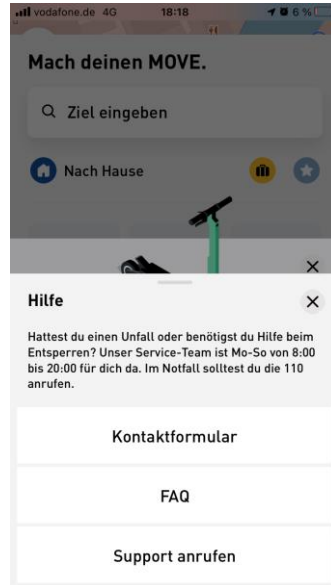 vodafone.de 4G 18:18 6 %
Mach deinen MOVE.
Ziel eingeben
Nach Hause
Hilfe
Hattest du einen Unfall oder benötigst du Hilfe beim
Entsperren? Unser Service-Team ist Mo-So von 8:00
bis 20:00 für dich da. Im Notfall solltest du die 110
anrufen.
Kontaktformular
FAQ
Support anrufen